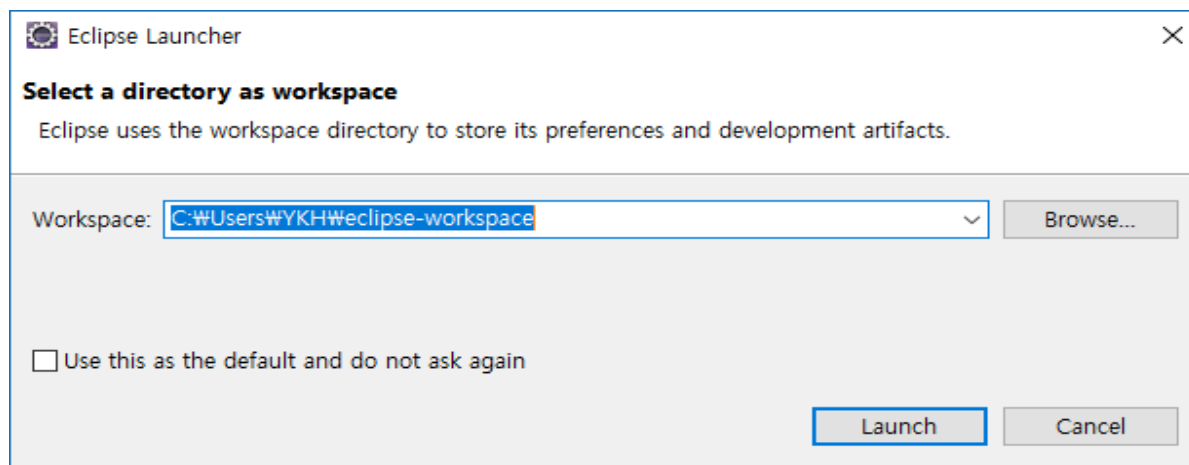 Eclipse Launcher
Select a directory as workspace
Eclipse uses the workspace directory to store its preferences and development artifacts.
Workspace: C:₩Users₩YKH₩eclipse-workspace Browse...
Use this as the default and do not ask again
Launch Cancel